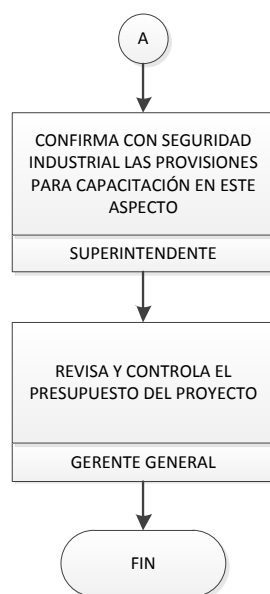 A
CONFIRMA CON SEGURIDAD
INDUSTRIAL LAS PROVISIONES
PARA CAPACITACIÓN EN ESTE
ASPECTO
SUPERINTENDENTE
REVISA Y CONTROLA EL
PRESUPUESTO DEL PROYECTO
GERENTE GENERAL
FIN